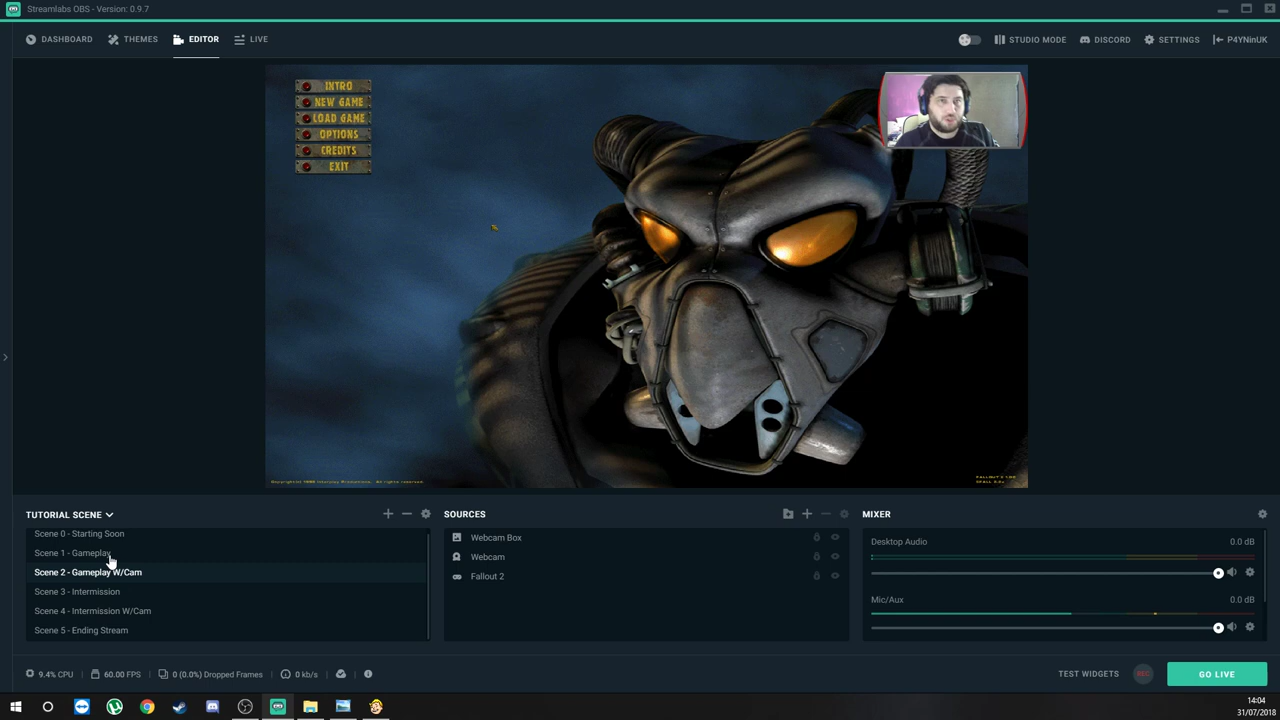 Streamlabs OBS - Version: 0.9.7
DASHBOARD
THEMES
EDITOR
LIVE
STUDIO MODE
DISCORD
SETTINGS
P4YNinUK
INTRO
NEW GAME
LOAD GAME
OPTIONS
CREDITS
EXIT
TUTORIAL SCENE
Scene 0 - Starting Soon
Scene 1 - Gameplay
Scene 2 - Gameplay W/Cam
Scene 3 - Intermission
Scene 4 - Intermission W/Cam
Scene 5 - Ending Stream
SOURCES
Webcam Box
Webcam
Fallout 2
MIXER
Desktop Audio
0.0 dB
Mic/Aux
0.0 dB
9.4% CPU
60.00 FPS
0 (0.0%) Dropped Frames
0 kb/s
TEST WIDGETS
REC
GO LIVE
14:04
31/07/2018